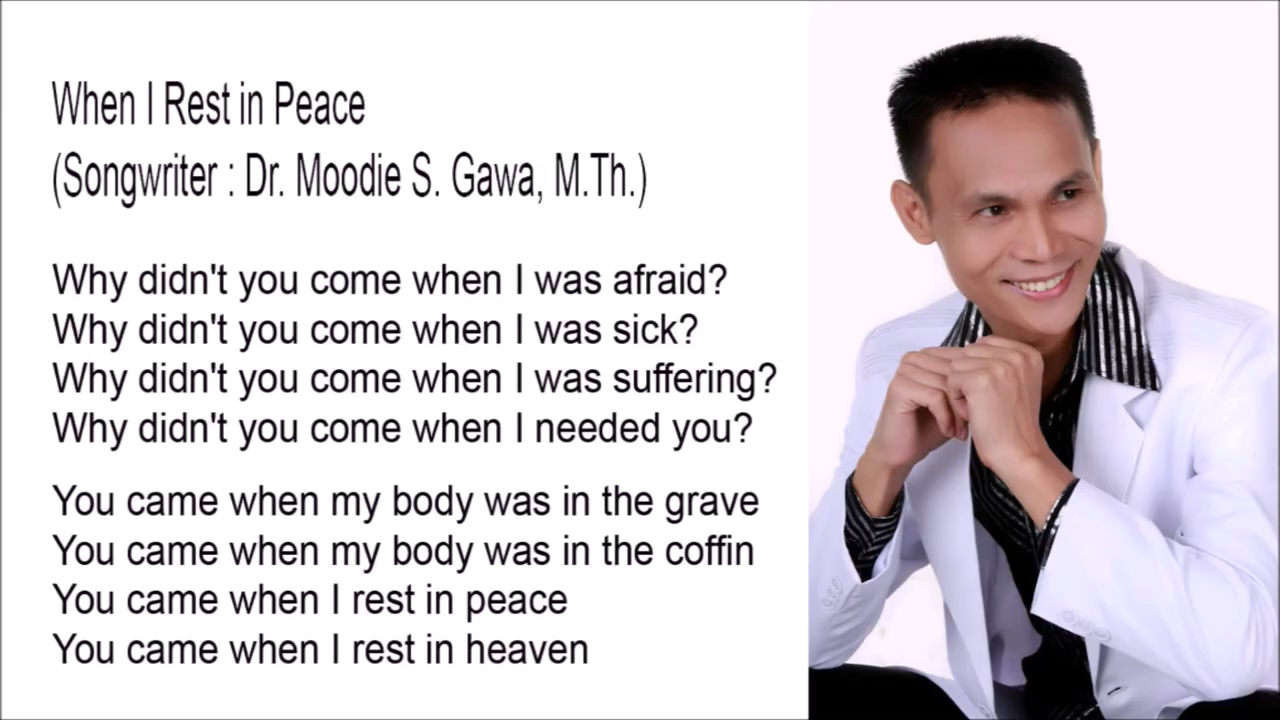 When I Rest in Peace
(Songwriter : Dr. Moodie S. Gawa, M.Th.)
Why didn't you come when I was afraid?
Why didn't you come when I was sick?
Why didn't you come when I was suffering?
Why didn't you come when I needed you?
You came when my body was in the grave
You came when my body was in the coffin
You came when I rest in peace
You came when I rest in heaven